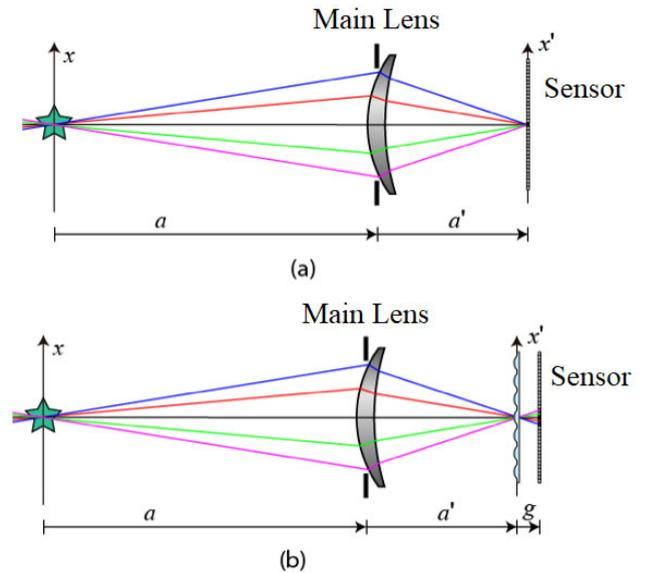 Main Lens
x
x'
Sensor
a
a'
(a)
Main Lens
x
x'
Sensor
a
a'
g
(b)